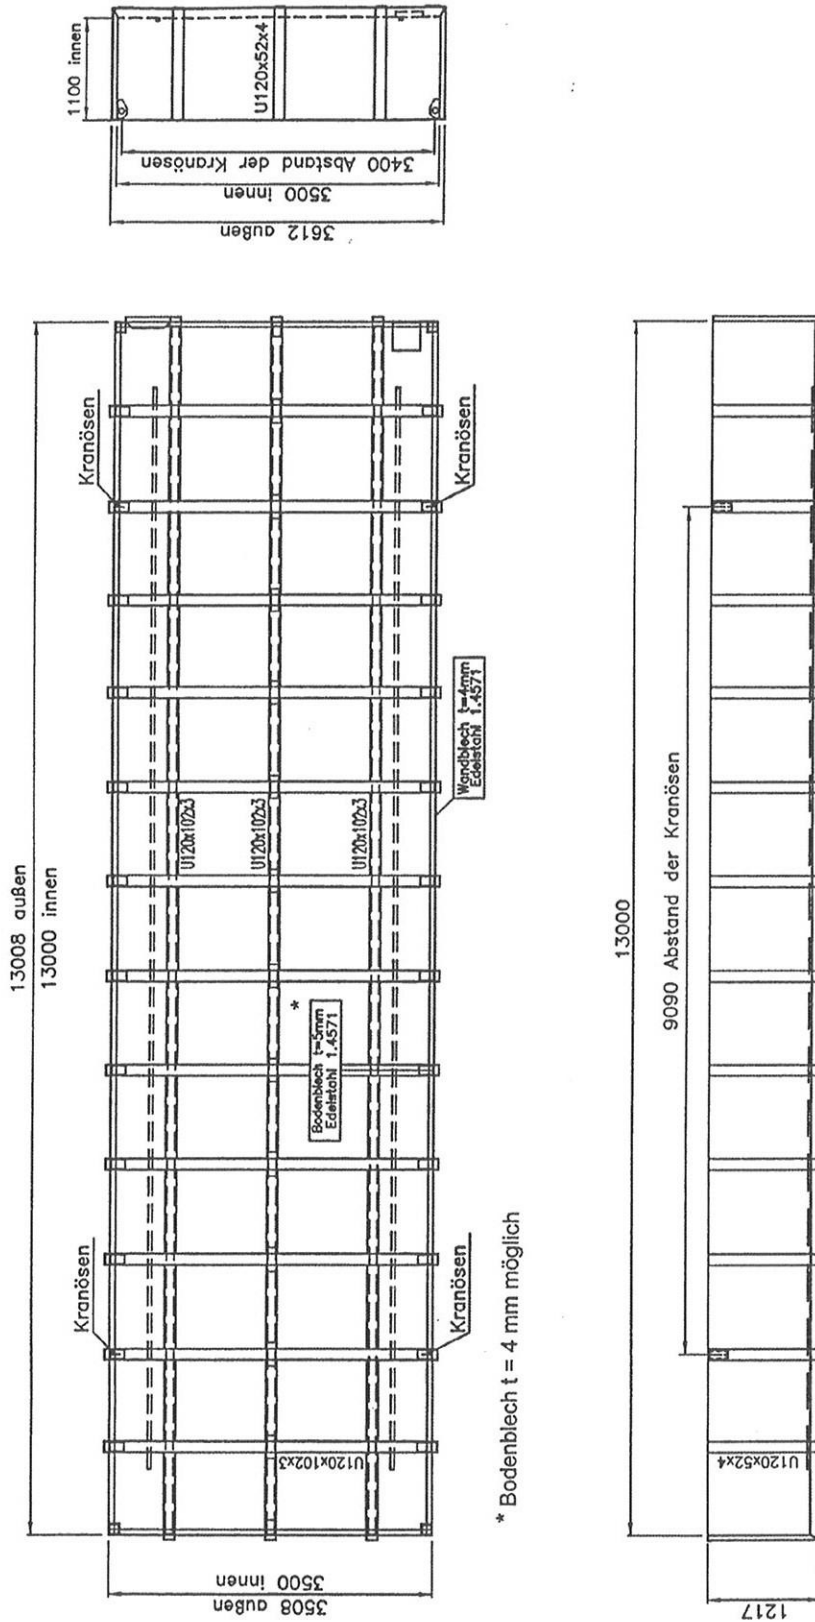 1100 innen
U120x52x4
3400 Abstand der Kranösen
3500 innen
3612 außen
13008 außen
13000 innen
Kranösen
Kranösen
Kranösen
Kranösen
U120x102x3
U120x102x3
U120x102x3
Wandblech t=4mm
Edelstahl 1.4571
*
Bodenblech t=5mm
Edelstahl 1.4571
U120x102x3
3500 innen
3508 außen
* Bodenblech t = 4 mm möglich
13000
9090 Abstand der Kranösen
U120x52x4
1217